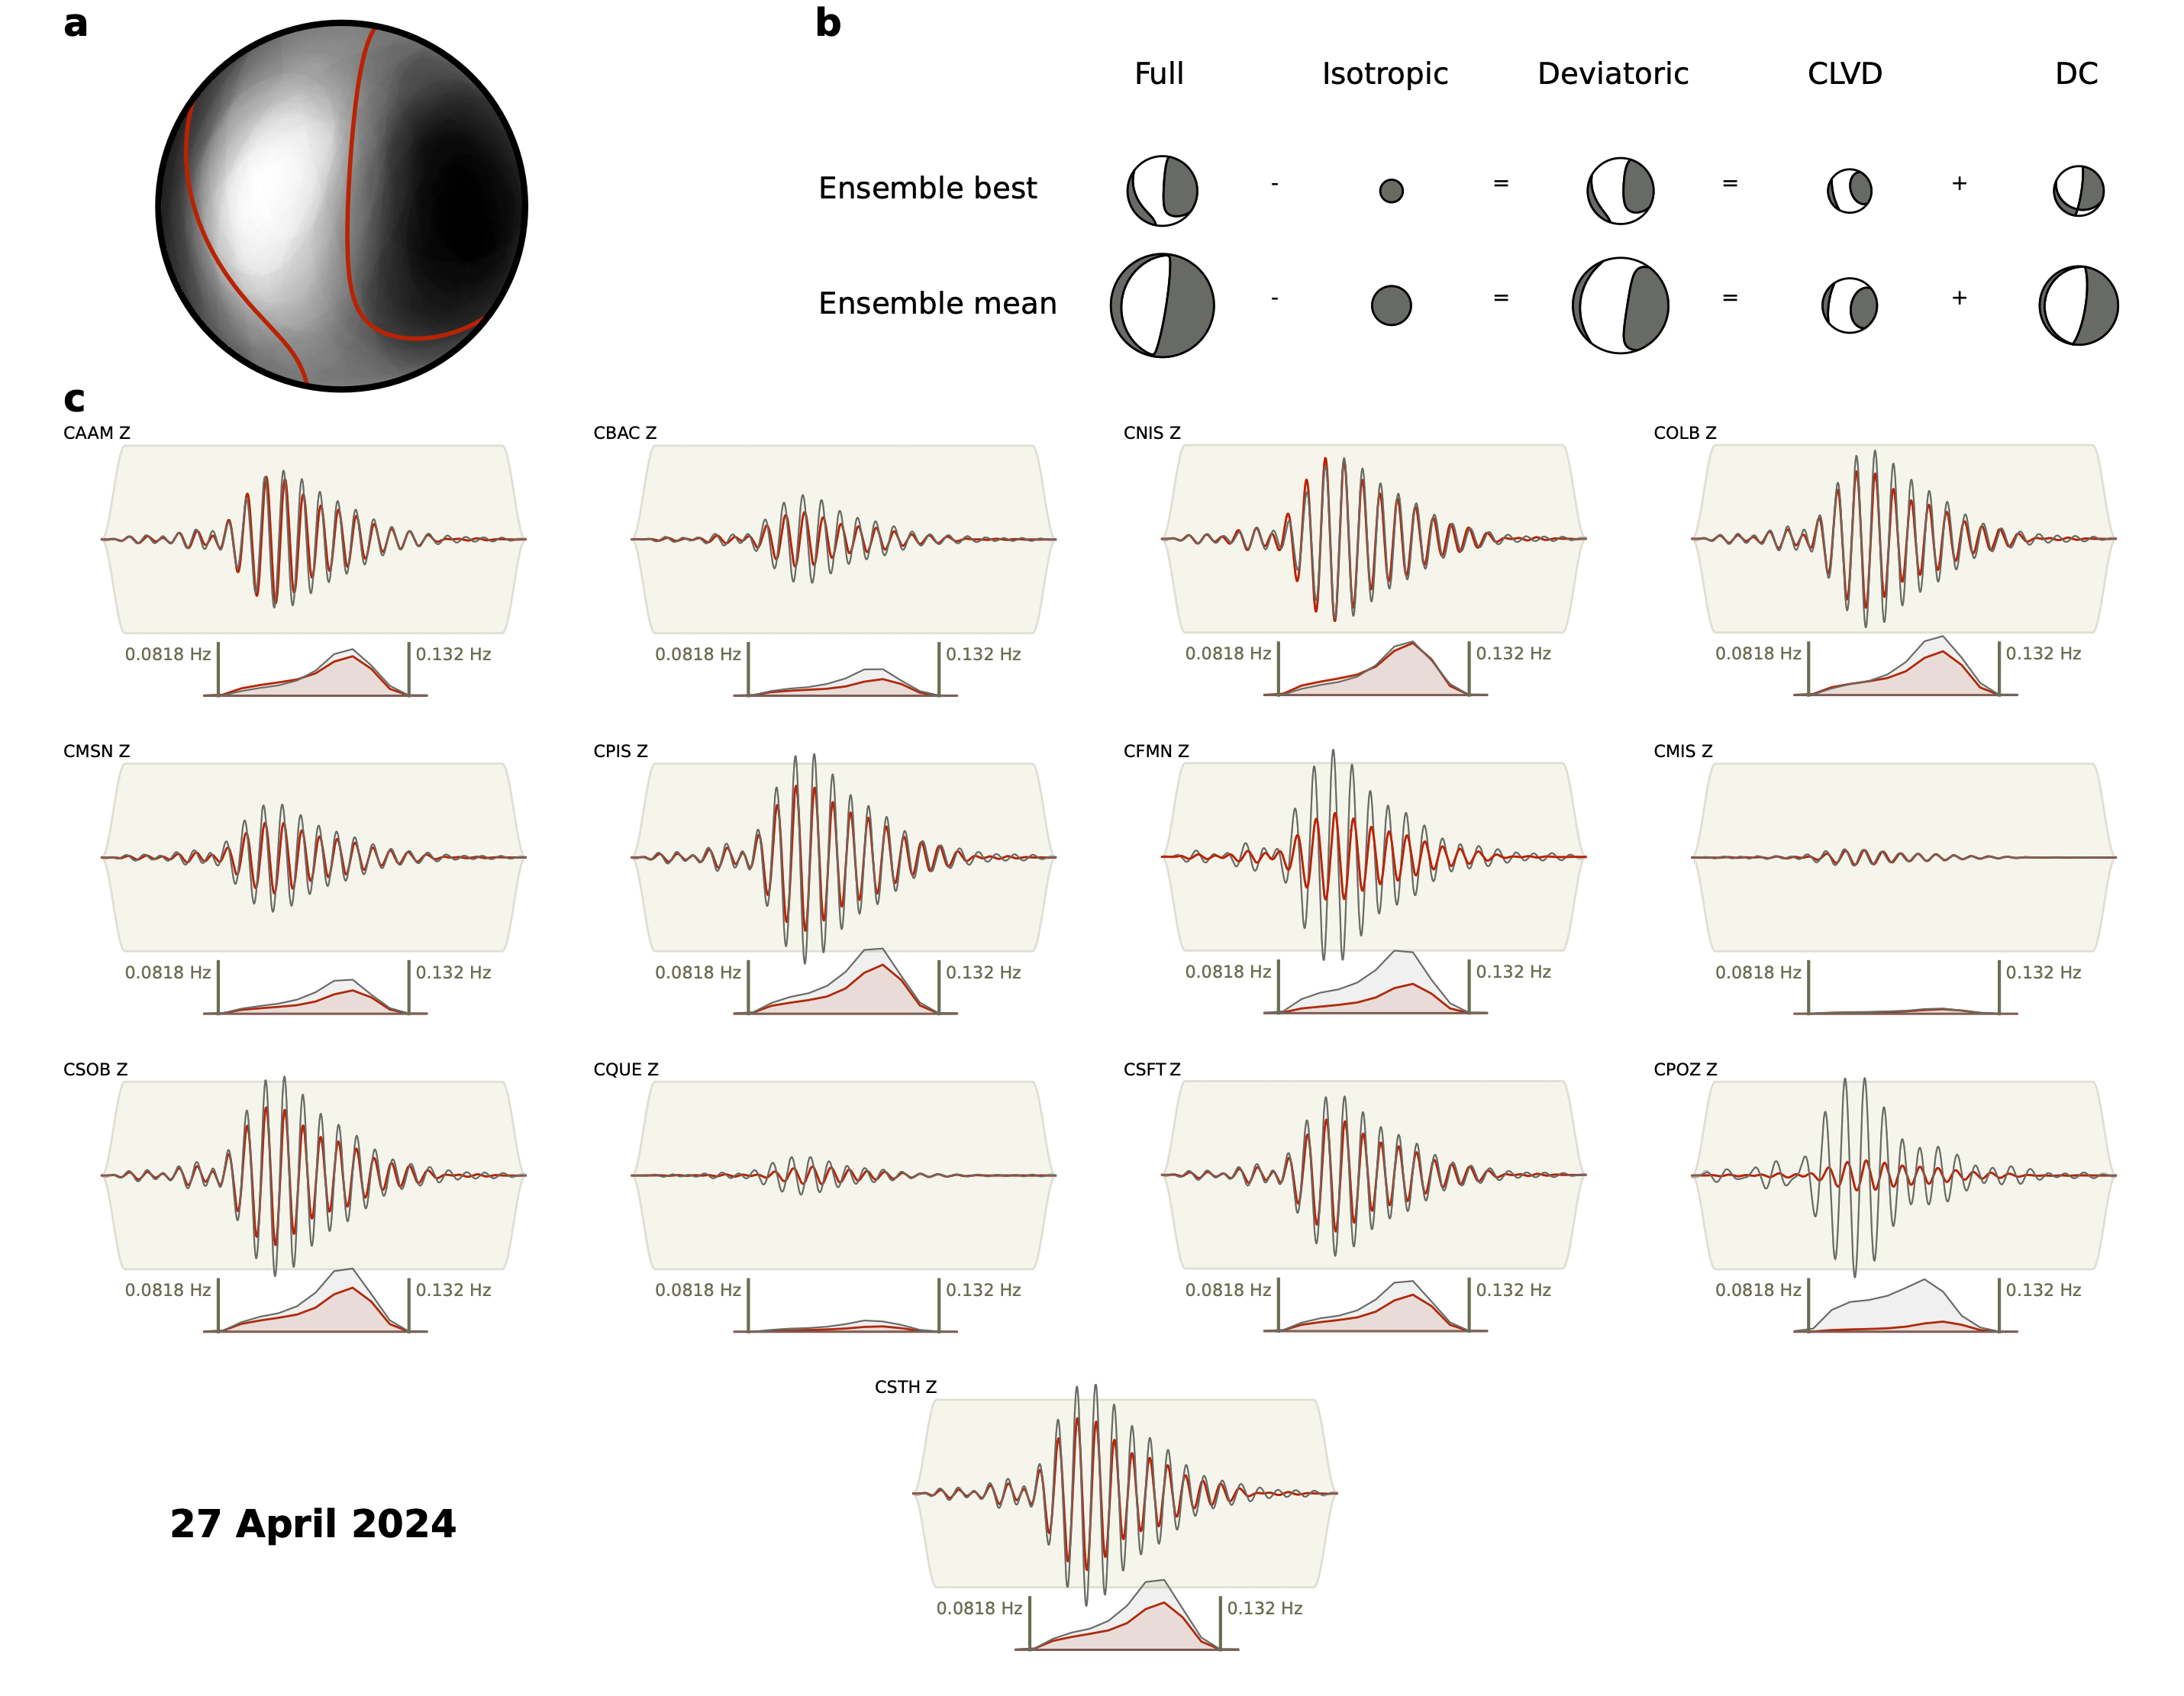 a
b
Full Isotropic Deviatoric CLVD DC
Ensemble best - = = +
Ensemble mean - = = +
c
CAAM Z CBAC Z CNIS Z COLB Z
0.0818 Hz 0.132 Hz 0.0818 Hz 0.132 Hz 0.0818 Hz 0.132 Hz 0.0818 Hz 0.132 Hz
CMSN Z CPIS Z CFMN Z CMIS Z
0.0818 Hz 0.132 Hz 0.0818 Hz 0.132 Hz 0.0818 Hz 0.132 Hz 0.0818 Hz 0.132 Hz
CSOB Z CQUE Z CSFT Z CPOZ Z
0.0818 Hz 0.132 Hz 0.0818 Hz 0.132 Hz 0.0818 Hz 0.132 Hz 0.0818 Hz 0.132 Hz
CSTH Z
27 April 2024
0.0818 Hz 0.132 Hz